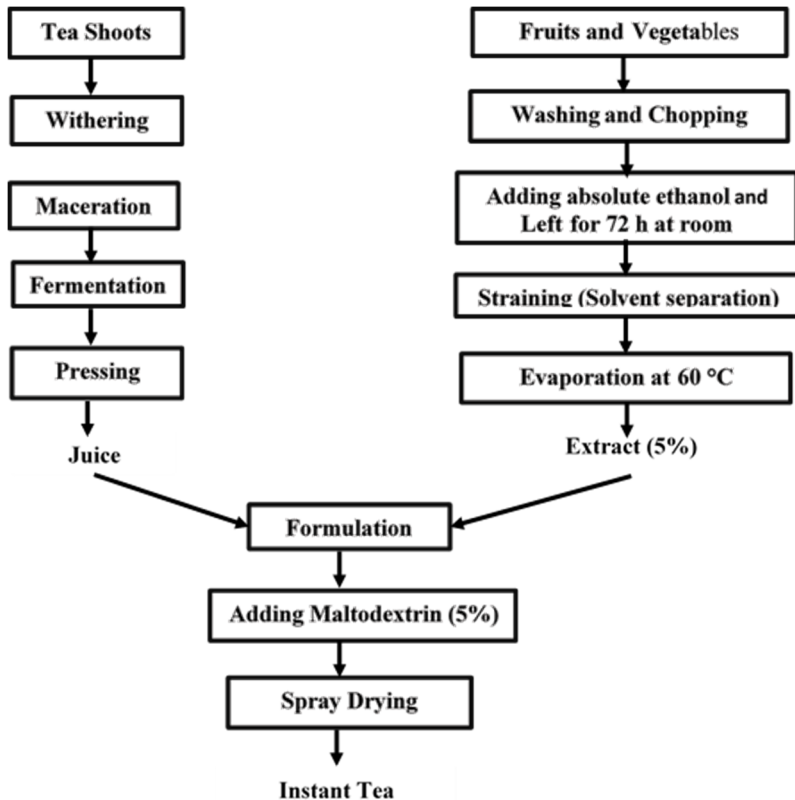 Tea Shoots
Withering
Maceration
Fermentation
Pressing
Juice
Fruits and Vegetables
Washing and Chopping
Adding absolute ethanol and
Left for 72 h at room
Straining (Solvent separation)
Evaporation at 60 °C
Extract (5%)
Formulation
Adding Maltodextrin (5%)
Spray Drying
Instant Tea